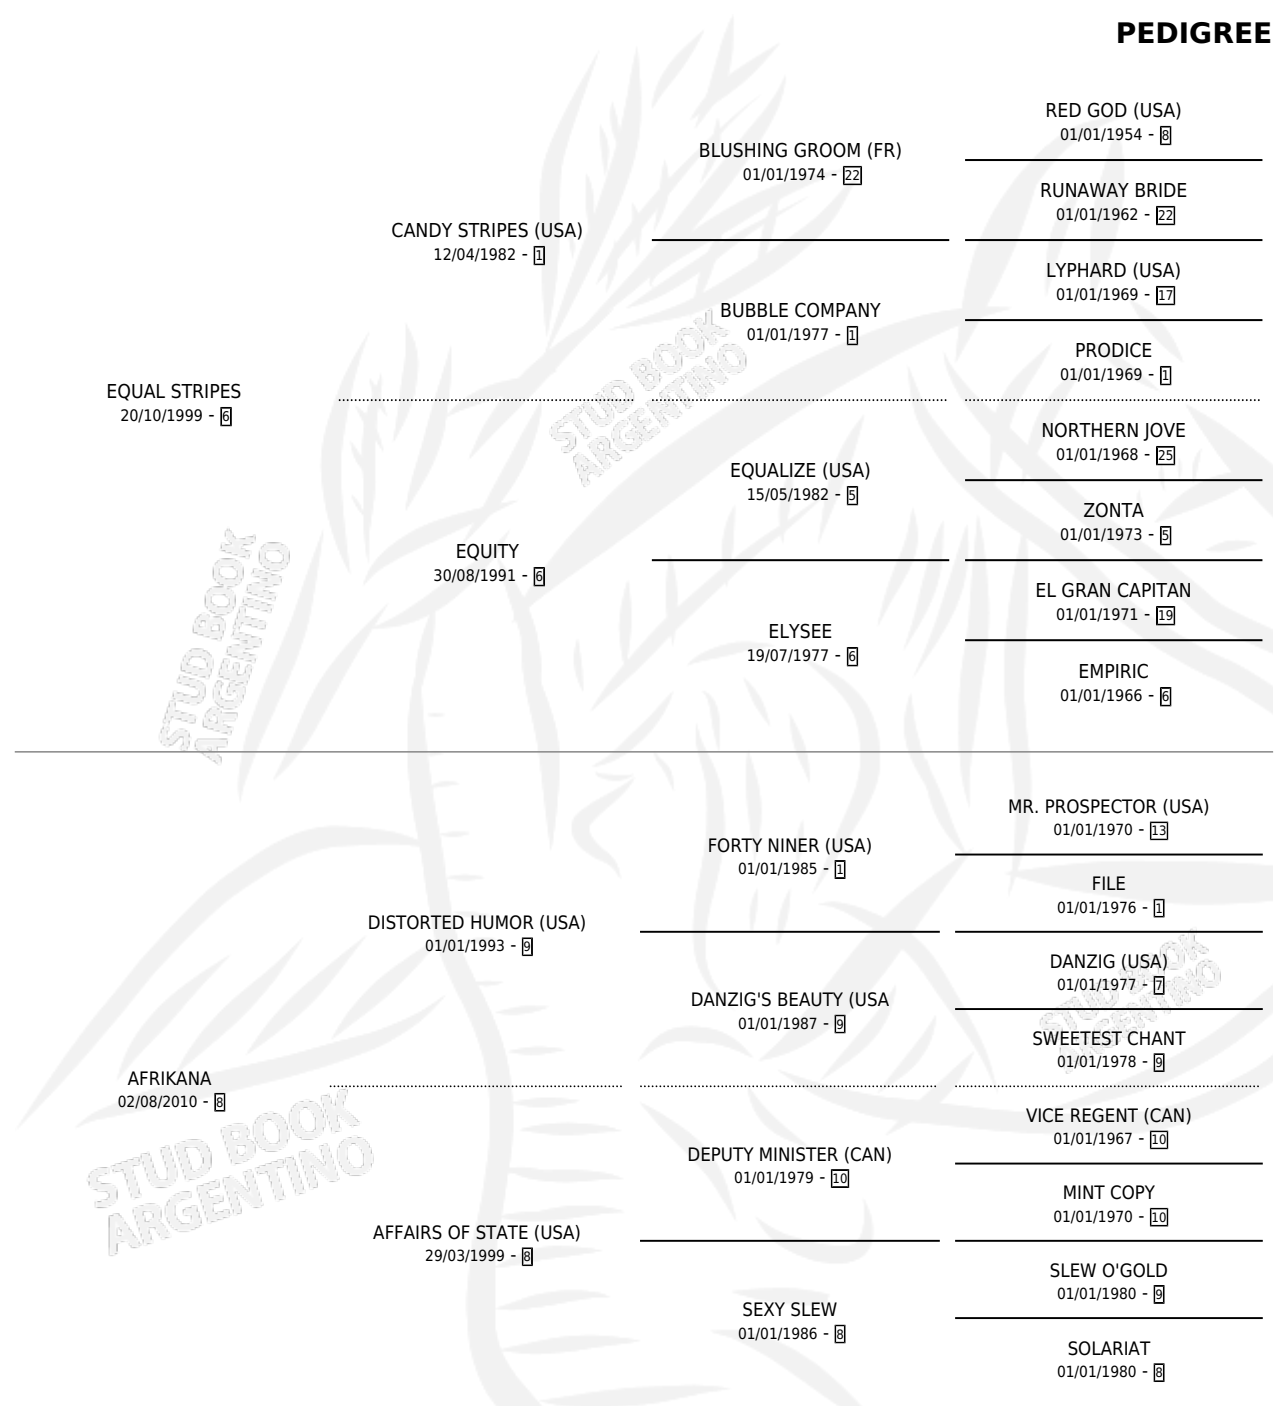 PEDIGREE
RED GOD (USA)
01/01/1954 - 8
BLUSHING GROOM (FR)
01/01/1974 - 22
RUNAWAY BRIDE
01/01/1962 - 22
CANDY STRIPES (USA)
12/04/1982 - 1
LYPHARD (USA)
01/01/1969 - 17
BUBBLE COMPANY
01/01/1977 - 1
PRODICE
01/01/1969 - 1
EQUAL STRIPES
20/10/1999 - 6
STUD BOOK
ARGENTINO
NORTHERN JOVE
01/01/1968 - 25
EQUALIZE (USA)
15/05/1982 - 5
ZONTA
01/01/1973 - 5
EQUITY
30/08/1991 - 6
EL GRAN CAPITAN
01/01/1971 - 19
ELYSEE
19/07/1977 - 6
EMPIRIC
01/01/1966 - 6
STUD BOOK
ARGENTINO
MR. PROSPECTOR (USA)
01/01/1970 - 13
FORTY NINER (USA)
01/01/1985 - 1
FILE
01/01/1976 - 1
DISTORTED HUMOR (USA)
01/01/1993 - 9
DANZIG (USA)
01/01/1977 - 7
DANZIG'S BEAUTY (USA
01/01/1987 - 9
SWEETEST CHANT
01/01/1978 - 9
STUD BOOK
ARGENTINO
AFRIKANA
02/08/2010 - 8
VICE REGENT (CAN)
01/01/1967 - 10
DEPUTY MINISTER (CAN)
01/01/1979 - 10
MINT COPY
01/01/1970 - 10
STUD BOOK
ARGENTINO
AFFAIRS OF STATE (USA)
29/03/1999 - 8
SLEW O'GOLD
01/01/1980 - 9
SEXY SLEW
01/01/1986 - 8
SOLARIAT
01/01/1980 - 8